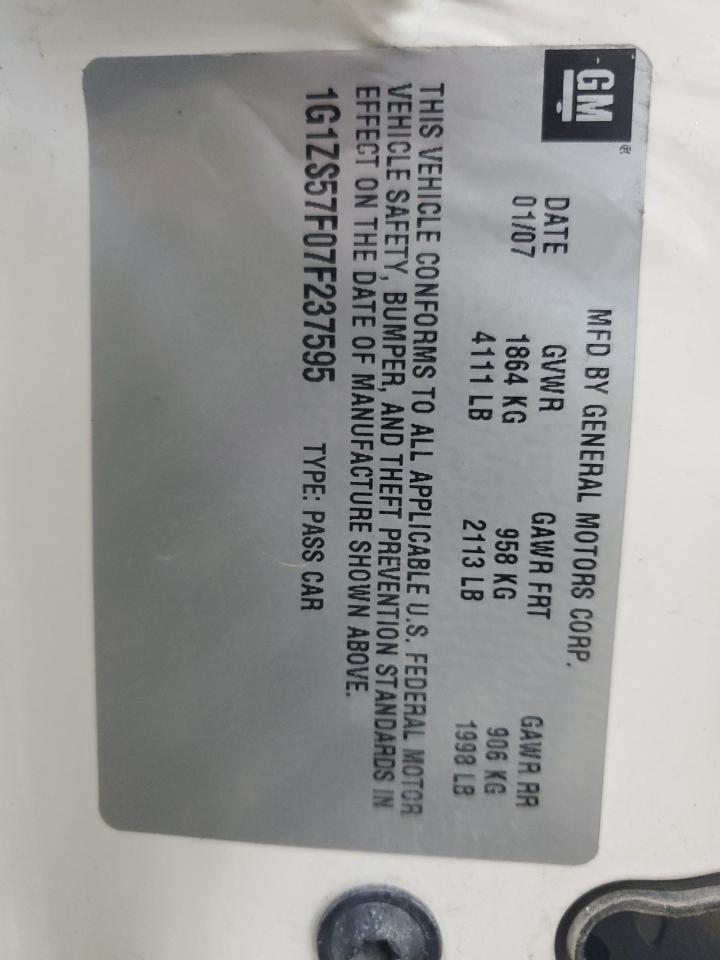 GM
®
MFD BY GENERAL MOTORS CORP.
DATE GVWR GAWR FRT GAWR RR
01/07 1864 KG 958 KG 906 KG
4111 LB 2113 LB 1998 LB
THIS VEHICLE CONFORMS TO ALL APPLICABLE U.S. FEDERAL MOTOR
VEHICLE SAFETY, BUMPER, AND THEFT PREVENTION STANDARDS IN
EFFECT ON THE DATE OF MANUFACTURE SHOWN ABOVE.
1G1ZS57F07F237595 TYPE: PASS CAR